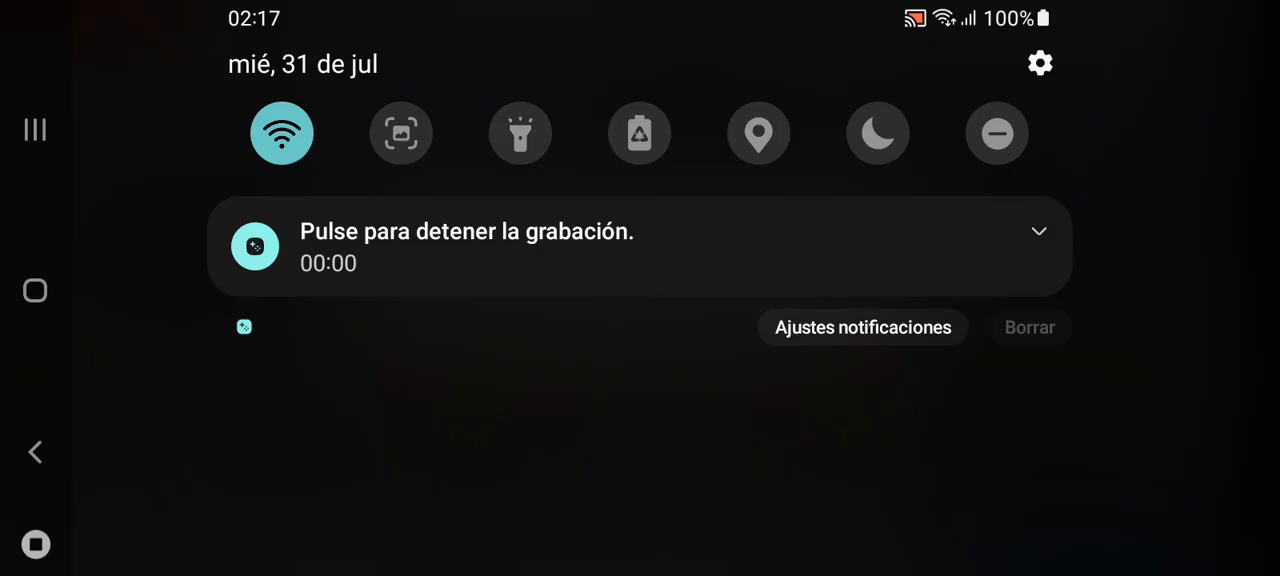 02:17
100%
mié, 31 de jul
Pulse para detener la grabación.
00:00
Ajustes notificaciones
Borrar